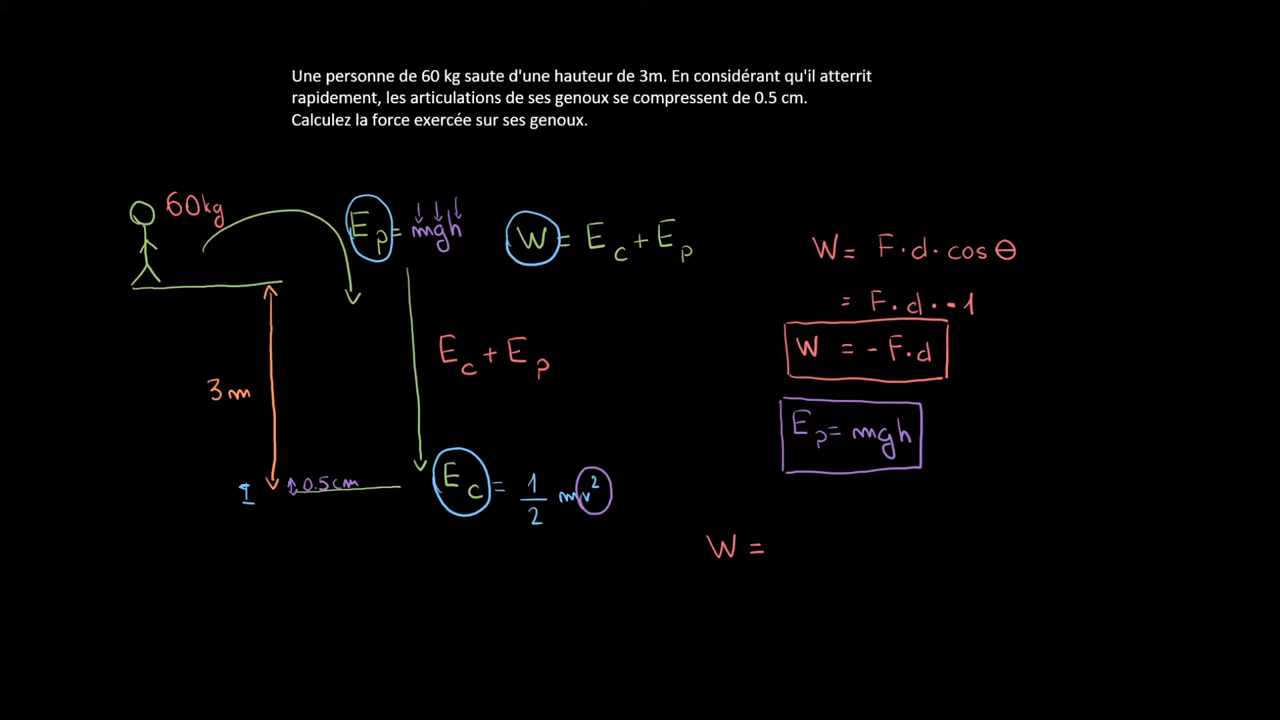 Une personne de 60 kg saute d'une hauteur de 3m. En considérant qu'il atterrit
rapidement, les articulations de ses genoux se compressent de 0.5 cm.
Calculez la force exercée sur ses genoux.
60kg
Ep = mgh
W = Ec + Ep
W = F·d·cos θ
= F·d·-1
W = -F·d
Ec + Ep
3m
Ep = mgh
0.5cm
Ec = 1/2 mv²
W =